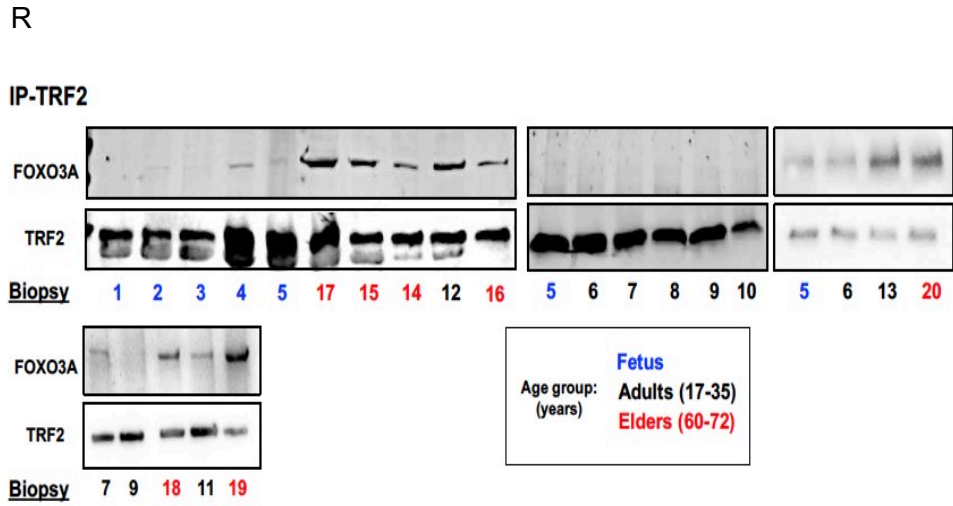 R
IP-TRF2
FOXO3A
TRF2
Biopsy 1 2 3 4 5 17 15 14 12 16 5 6 7 8 9 10 5 6 13 20
FOXO3A
TRF2
Biopsy 7 9 18 11 19
Age group:
(years)
Fetus
Adults (17-35)
Elders (60-72)